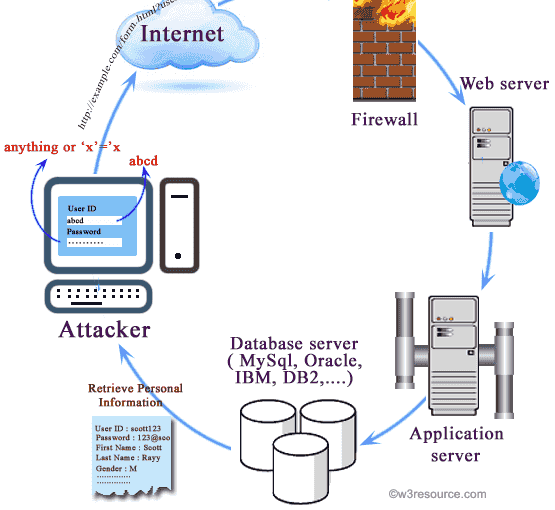 Internet
http://example.com/form.html?use
Firewall
Web server
anything or ‘x’=’x
abcd
User ID
abcd
Password
..........
Attacker
Database server
( MySql, Oracle,
IBM, DB2,....)
Retrieve Personal
Information
User ID : scott123
Password : 123@soo
First Name : Scott
Last Name : Rayy
Gender : M
..............
..............
Application
server
©w3resource.com